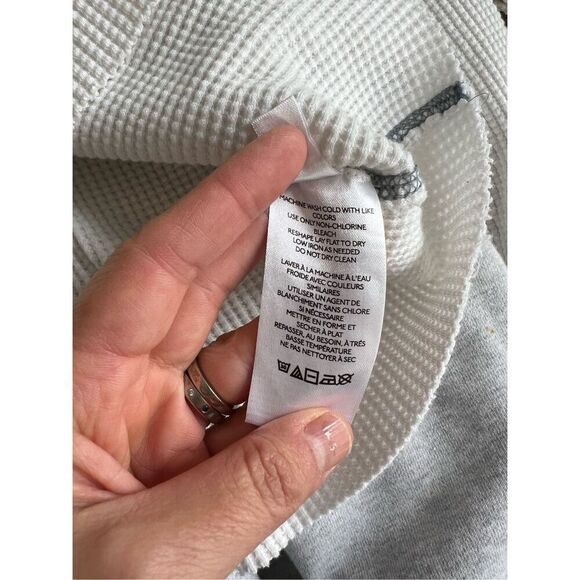 MACHINE WASH COLD WITH LIKE
COLORS
USE ONLY NON-CHLORINE
BLEACH
RESHAPE LAY FLAT TO DRY
LOW IRON AS NEEDED
DO NOT DRY CLEAN
LAVER À LA MACHINE À L'EAU
FROIDE AVEC COULEURS
SIMILAIRES
UTILISER UN AGENT DE
BLANCHIMENT SANS CHLORE
SI NÉCESSAIRE
METTRE EN FORME ET
SECHER À PLAT
REPASSER, AU BESOIN, À TRÉS
BASSE TEMPÉRATURE
NE PAS NETTOYER À SEC